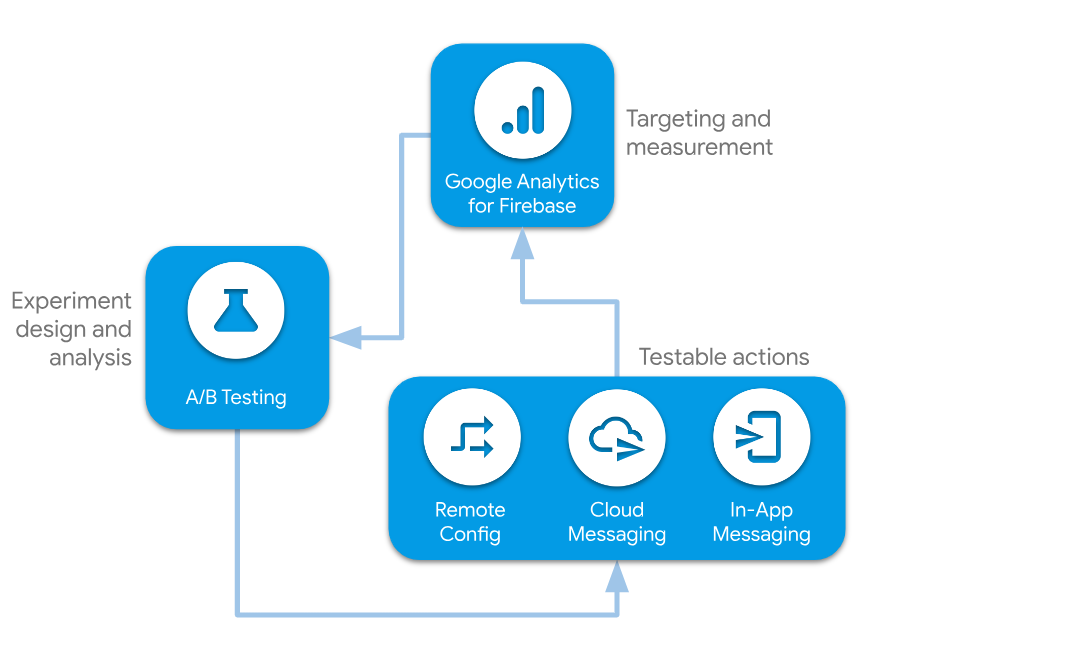 Google Analytics
for Firebase
Targeting and
measurement
Experiment
design and
analysis
A/B Testing
Testable actions
Remote
Config
Cloud
Messaging
In-App
Messaging